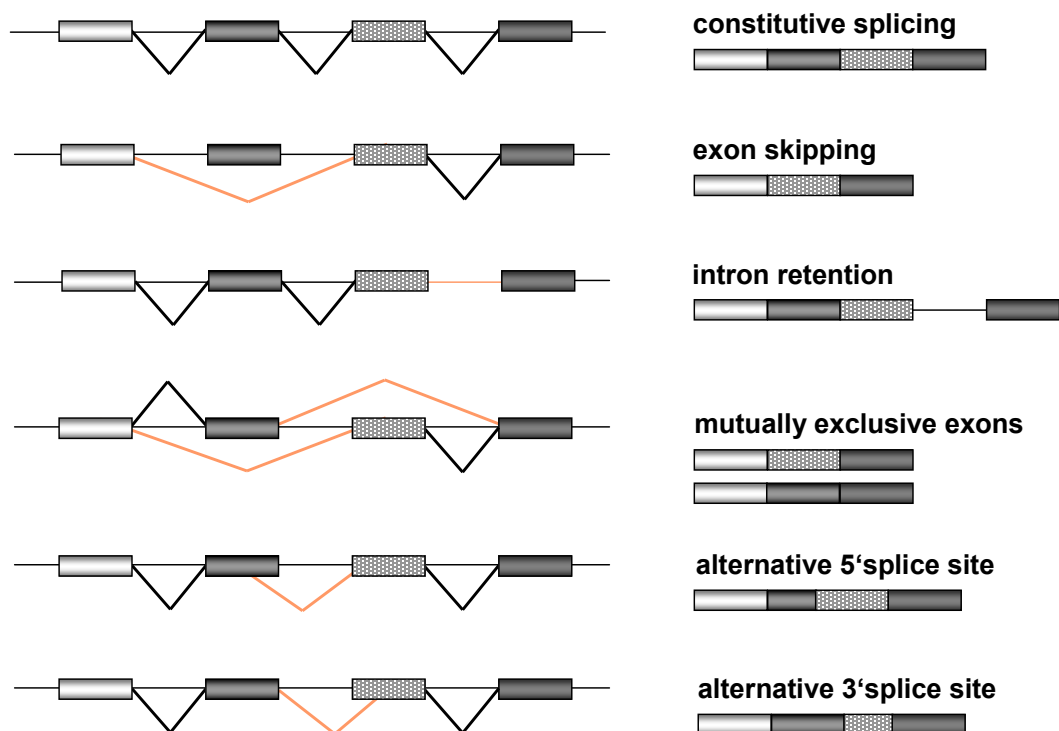 constitutive splicing
exon skipping
intron retention
mutually exclusive exons
alternative 5‘splice site
alternative 3‘splice site